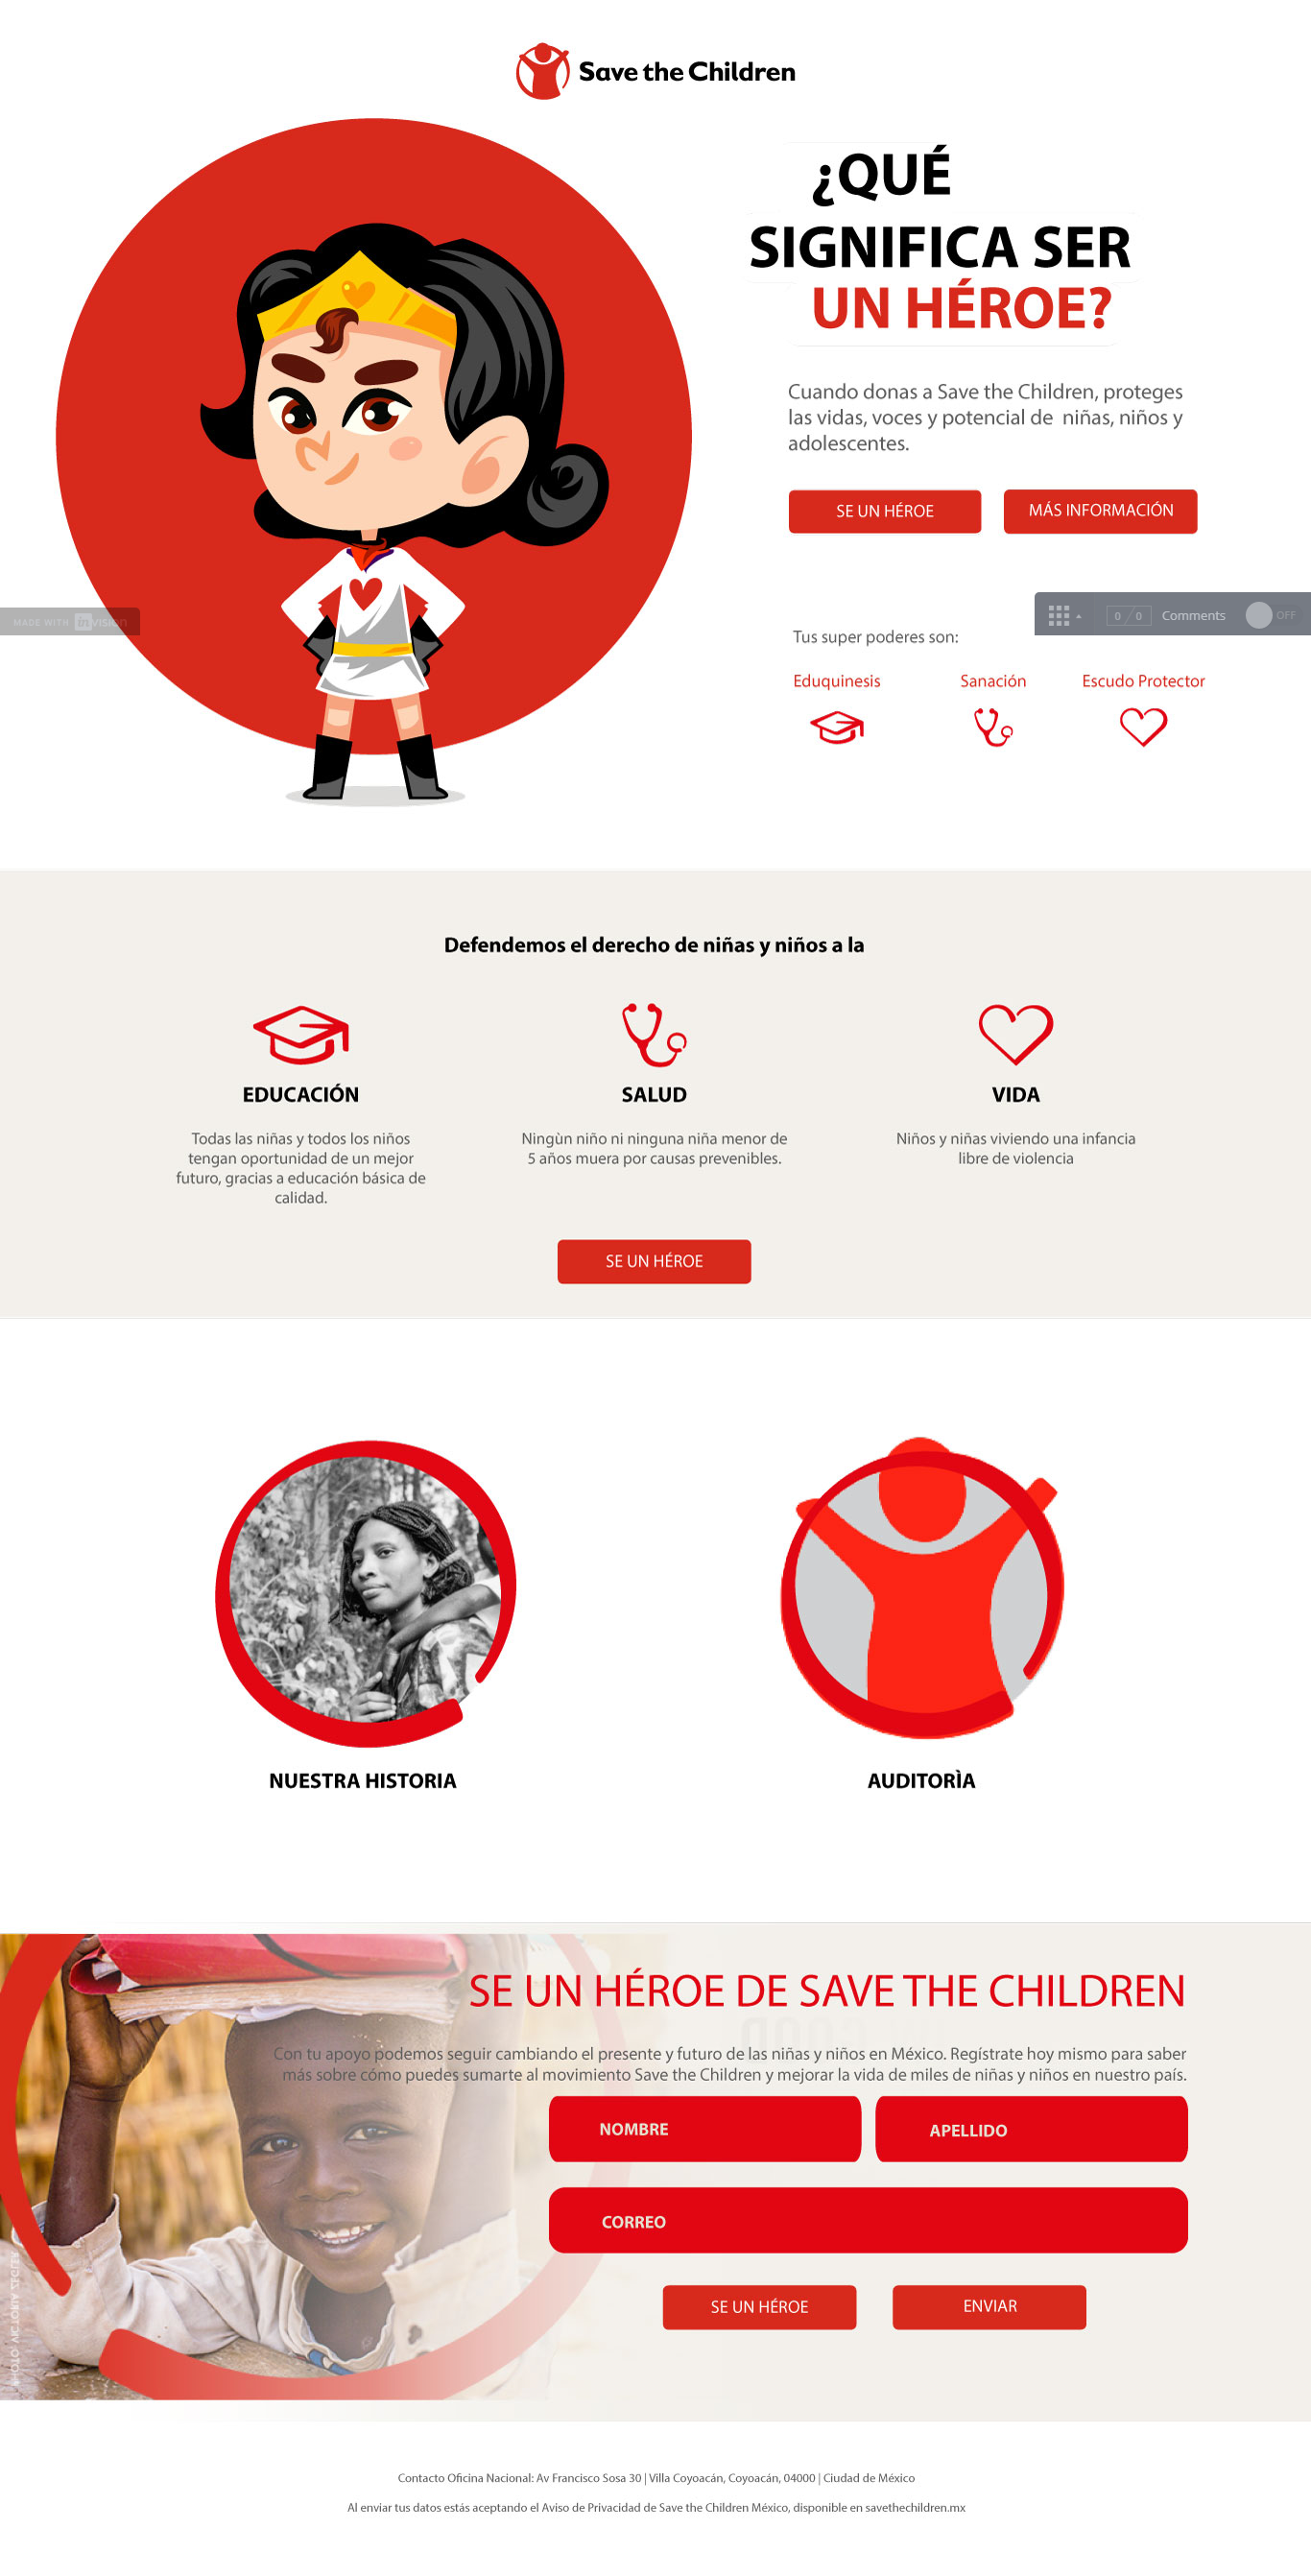 Save the Children
¿QUÉ
SIGNIFICA SER
UN HÉROE?
Cuando donas a Save the Children, proteges
las vidas, voces y potencial de niñas, niños y
adolescentes.
SE UN HÉROE
MÁS INFORMACIÓN
MADE WITH invision
0 / 0 Comments OFF
Tus super poderes son:
Eduquinesis
Sanación
Escudo Protector
Defendemos el derecho de niñas y niños a la
EDUCACIÓN
Todas las niñas y todos los niños
tengan oportunidad de un mejor
futuro, gracias a educación básica de
calidad.
SALUD
Ningùn niño ni ninguna niña menor de
5 años muera por causas prevenibles.
VIDA
Niños y niñas viviendo una infancia
libre de violencia
SE UN HÉROE
NUESTRA HISTORIA
AUDITORÌA
SE UN HÉROE DE SAVE THE CHILDREN
Con tu apoyo podemos seguir cambiando el presente y futuro de las niñas y niños en México. Regístrate hoy mismo para saber
más sobre cómo puedes sumarte al movimiento Save the Children y mejorar la vida de miles de niñas y niños en nuestro país.
NOMBRE
APELLIDO
CORREO
SE UN HÉROE
ENVIAR
Contacto Oficina Nacional: Av Francisco Sosa 30 | Villa Coyoacán, Coyoacán, 04000 | Ciudad de México
Al enviar tus datos estás aceptando el Aviso de Privacidad de Save the Children México, disponible en savethechildren.mx